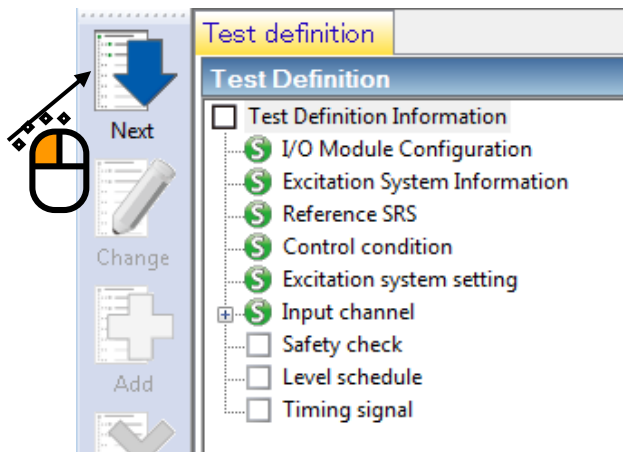 Test definition
Next
Change
Add
Test Definition
Test Definition Information
S I/O Module Configuration
S Excitation System Information
S Reference SRS
S Control condition
S Excitation system setting
S Input channel
Safety check
Level schedule
Timing signal